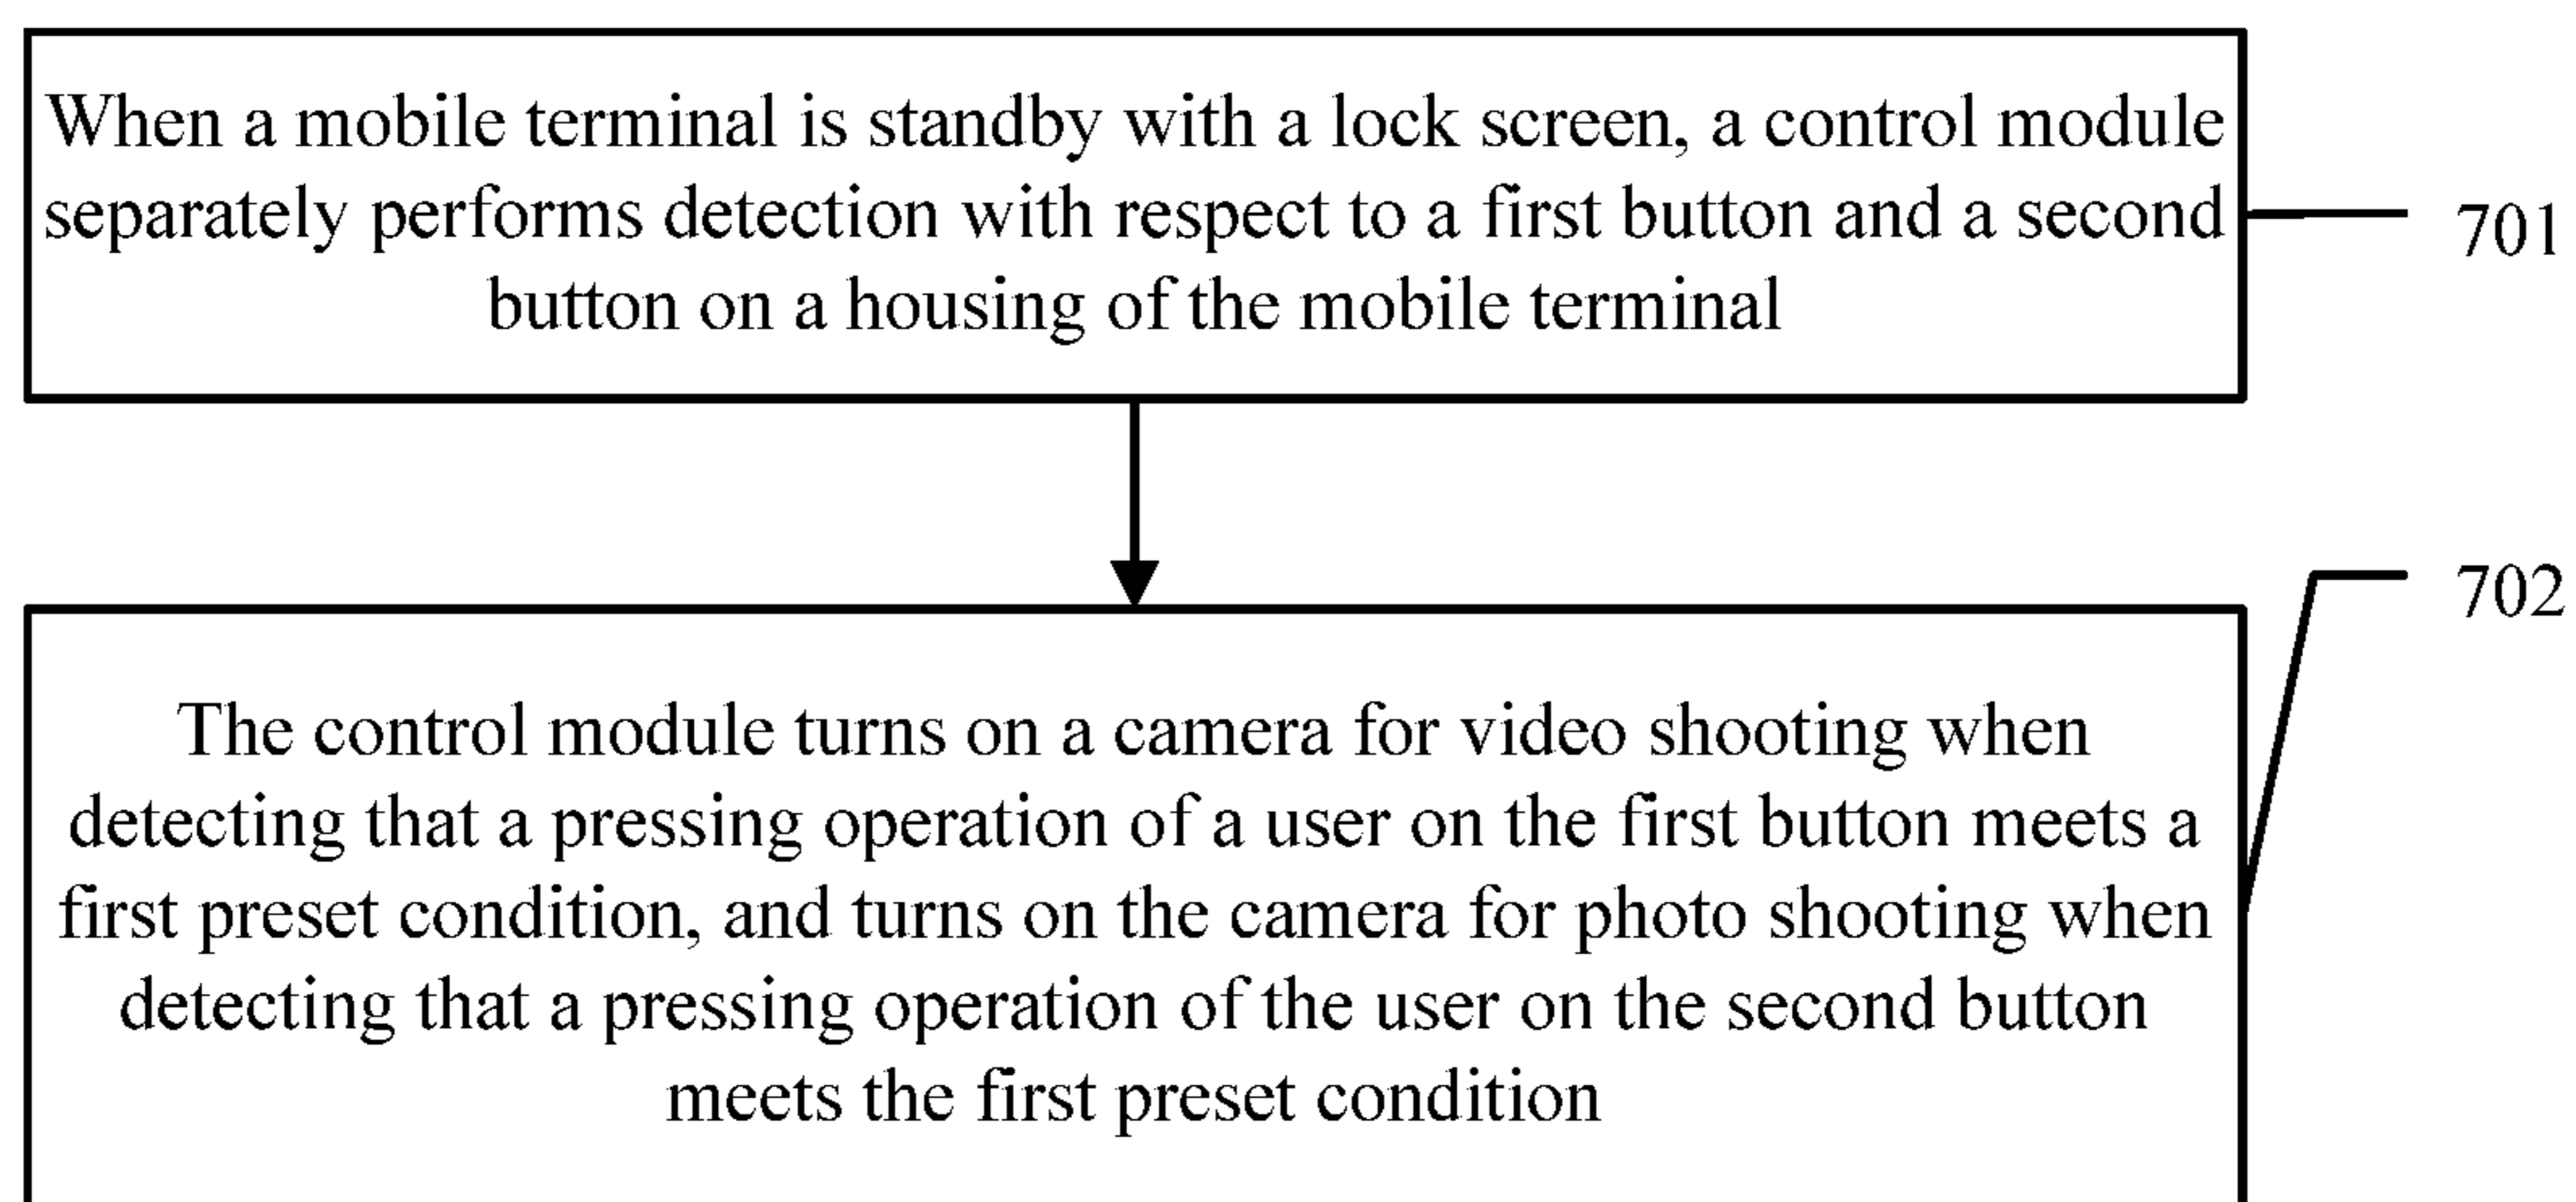 When a mobile terminal is standby with a lock screen, a control module
separately performs detection with respect to a first button and a second
button on a housing of the mobile terminal
701
702
The control module turns on a camera for video shooting when
detecting that a pressing operation of a user on the first button meets a
first preset condition, and turns on the camera for photo shooting when
detecting that a pressing operation of the user on the second button
meets the first preset condition